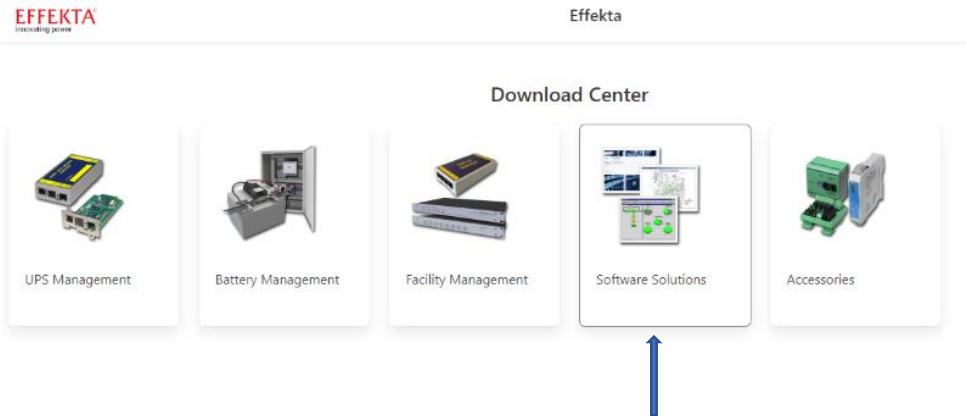 EFFEKTA®
innovating power
Effekta
Download Center
UPS Management
Battery Management
Facility Management
Software Solutions
Accessories